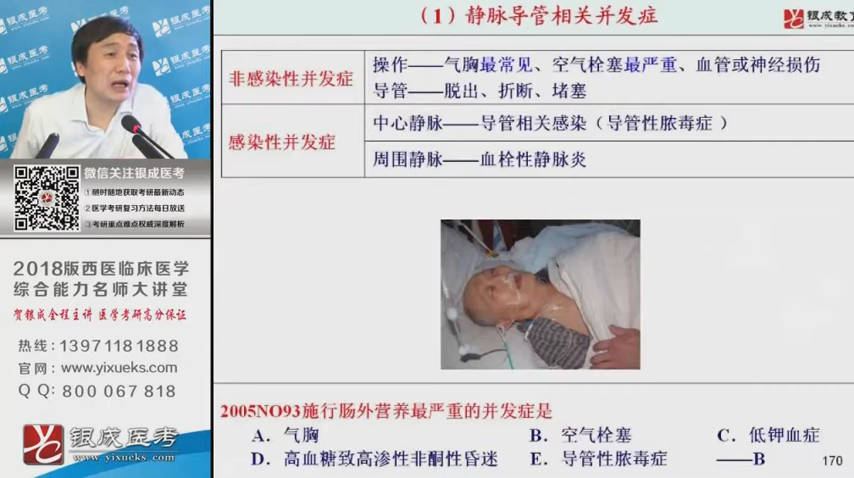 （1）静脉导管相关并发症
银成教育
www.yixueks.com
非感染性并发症
操作——气胸最常见、空气栓塞最严重、血管或神经损伤
导管——脱出、折断、堵塞
感染性并发症
中心静脉——导管相关感染（导管性脓毒症 ）
周围静脉——血栓性静脉炎
银成医考
微信关注银成医考
①随时随地获取考研最新动态
②医学考研复习方法每日放送
③考研重点难点权威深度解析
2018版西医临床医学
综合能力名师大讲堂
贺银成全程主讲 医学考研高分保证
热线：13971181888
官网：www.yixueks.com
Q Q: 800 067 818
银成医考
www.yixueks.com
2005NO93施行肠外营养最严重的并发症是
A．气胸 B．空气栓塞 C．低钾血症
D．高血糖致高渗性非酮性昏迷 E．导管性脓毒症 ——B
170